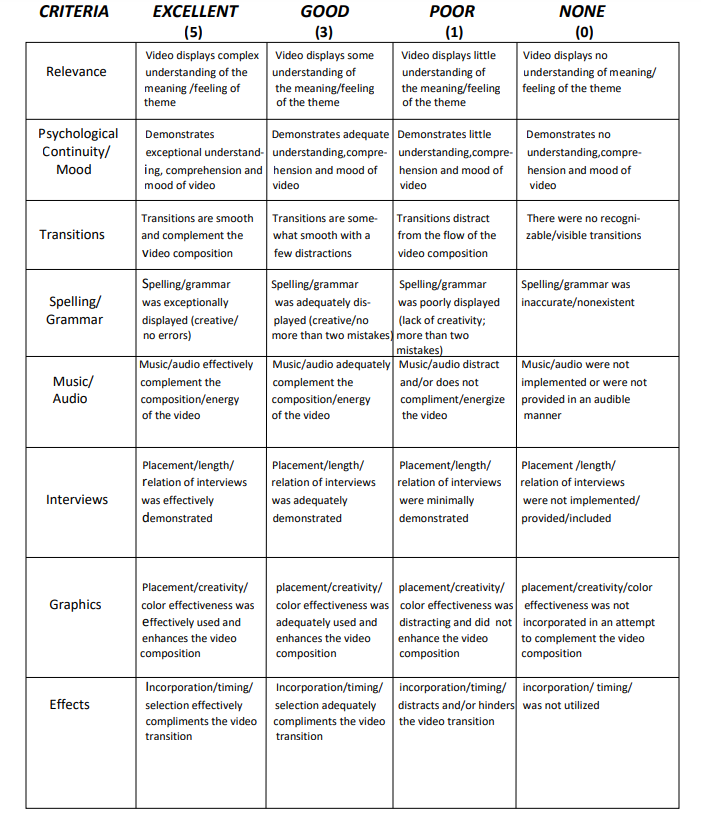 CRITERIA EXCELLENT GOOD POOR NONE
(5) (3) (1) (0)
Relevance
Video displays complex
understanding of the
meaning /feeling of
theme
Video displays some
understanding of
the meaning/feeling
of the theme
Video displays little
understanding of
the meaning/feeling
of the theme
Video displays no
understanding of meaning/
feeling of the theme
Psychological
Continuity/
Mood
Demonstrates
exceptional understand-
ing, comprehension and
mood of video
Demonstrates adequate
understanding,compre-
hension and mood of
video
Demonstrates little
understanding,compre-
hension and mood of
video
Demonstrates no
understanding,compre-
hension and mood of
video
Transitions
Transitions are smooth
and complement the
video composition
Transitions are some-
what smooth with a
few distractions
Transitions distract
from the flow of the
video composition
There were no recogni-
zable/visible transitions
Spelling/
Grammar
Spelling/grammar
was exceptionally
displayed (creative/
no errors)
Spelling/grammar
was adequately dis-
played (creative/no
more than two mistakes)
Spelling/grammar
was poorly displayed
(lack of creativity;
more than two
mistakes)
Spelling/grammar was
inaccurate/nonexistent
Music/
Audio
Music/audio effectively
complement the
composition/energy
of the video
Music/audio adequately
complement the
composition/energy
of the video
Music/audio distract
and/or does not
compliment/energize
the video
Music/audio were not
implemented or were not
provided in an audible
manner
Interviews
Placement/length/
relation of interviews
was effectively
demonstrated
Placement/length/
relation of interviews
was adequately
demonstrated
Placement/length/
relation of interviews
were minimally
demonstrated
Placement /length/
relation of interviews
were not implemented/
provided/included
Graphics
Placement/creativity/
color effectiveness was
effectively used and
enhances the video
composition
placement/creativity/
color effectiveness was
adequately used and
enhances the video
composition
placement/creativity/
color effectiveness was
distracting and did not
enhance the video
composition
placement/creativity/color
effectiveness was not
incorporated in an attempt
to complement the video
composition
Effects
Incorporation/timing/
selection effectively
compliments the video
transition
Incorporation/timing/
selection adequately
compliments the video
transition
incorporation/timing/
distracts and/or hinders
the video transition
incorporation/ timing/
was not utilized